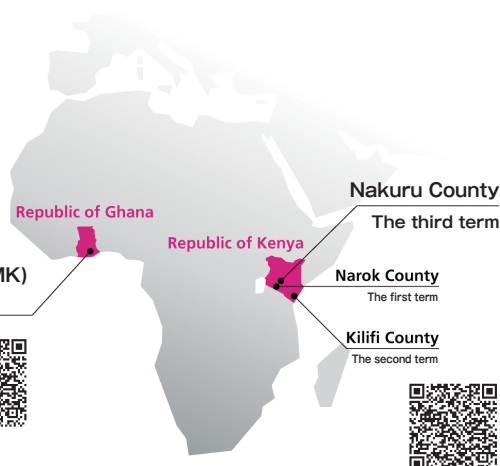 Republic of Ghana
MK)
Republic of Kenya
Nakuru County
The third term
Narok County
The first term
Kilifi County
The second term